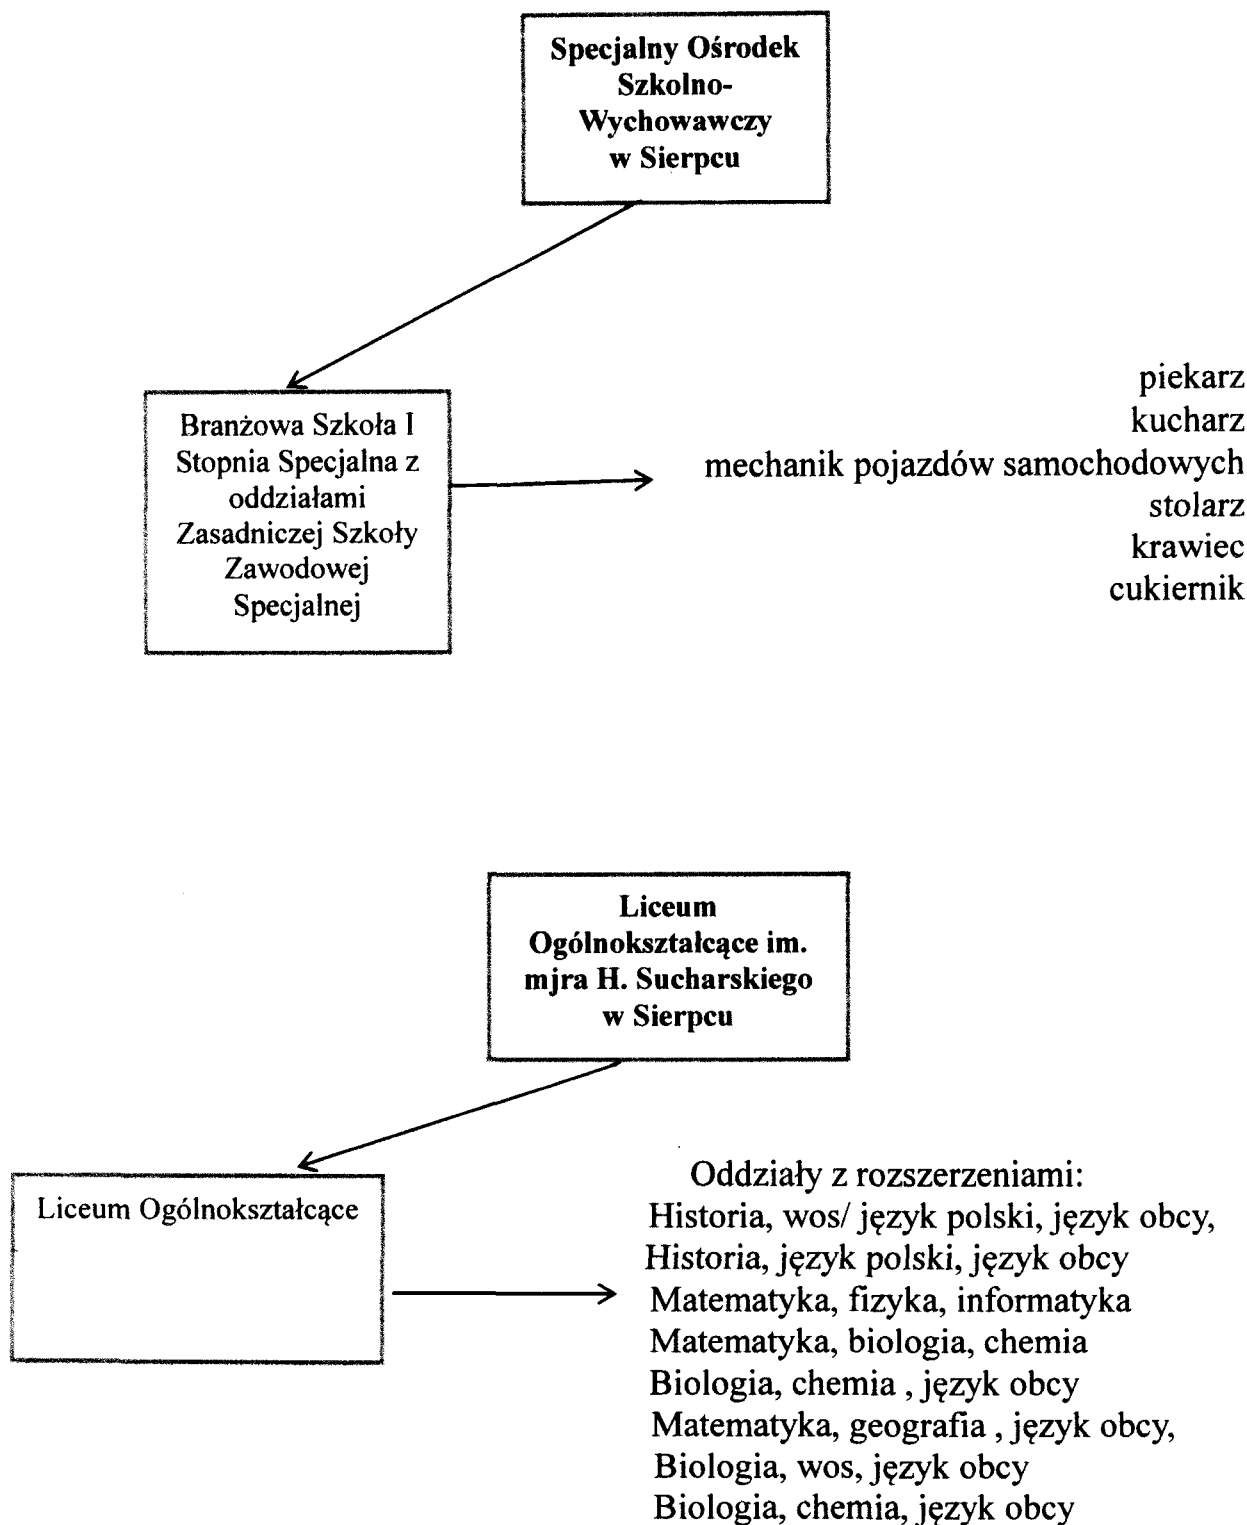 Specjalny Ośrodek
Szkolno-
Wychowawczy
w Sierpcu
Branżowa Szkoła I
Stopnia Specjalna z
oddziałami
Zasadniczej Szkoły
Zawodowej
Specjalnej
piekarz
kucharz
mechanik pojazdów samochodowych
stolarz
krawiec
cukiernik
Liceum
Ogólnokształcące im.
mjra H. Sucharskiego
w Sierpcu
Liceum Ogólnokształcące
Oddziały z rozszerzeniami:
Historia, wos/ język polski, język obcy,
Historia, język polski, język obcy
Matematyka, fizyka, informatyka
Matematyka, biologia, chemia
Biologia, chemia , język obcy
Matematyka, geografia , język obcy,
Biologia, wos, język obcy
Biologia, chemia, język obcy